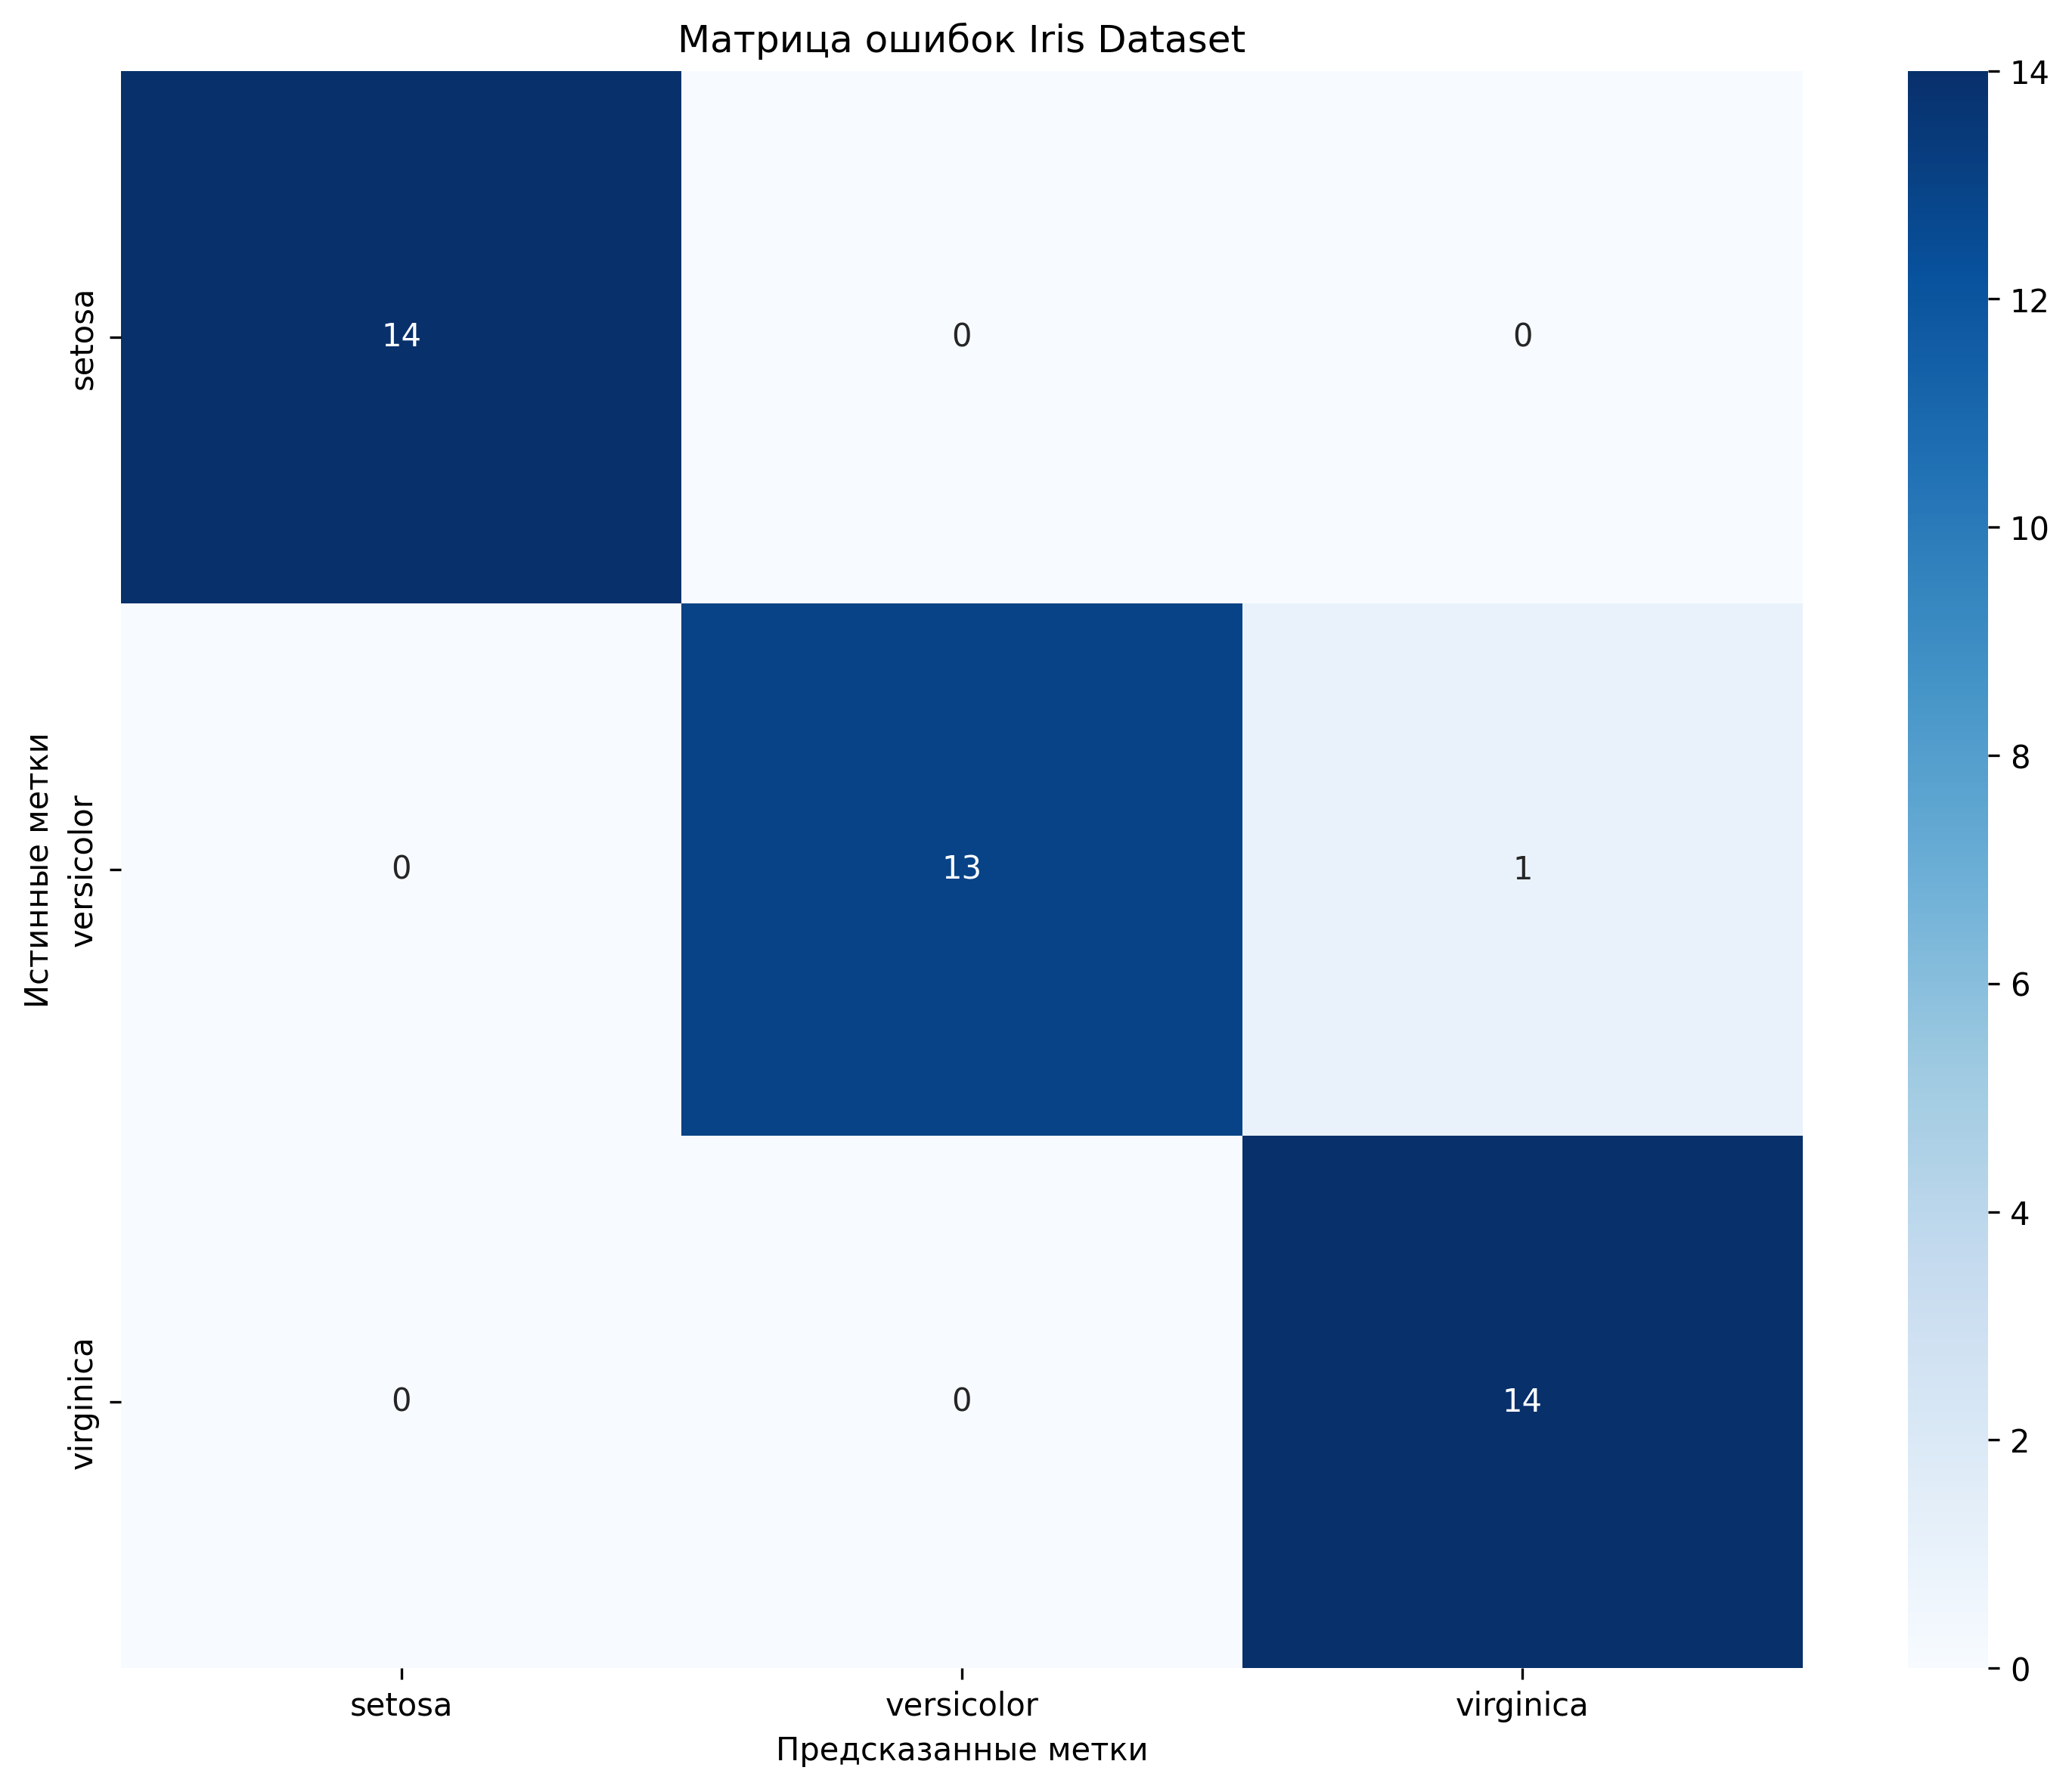 Матрица ошибок Iris Dataset
14
0
0
0
13
1
0
0
14
setosa
versicolor
virginica
Истинные метки
setosa
versicolor
virginica
Предсказанные метки
14
12
10
8
6
4
2
0